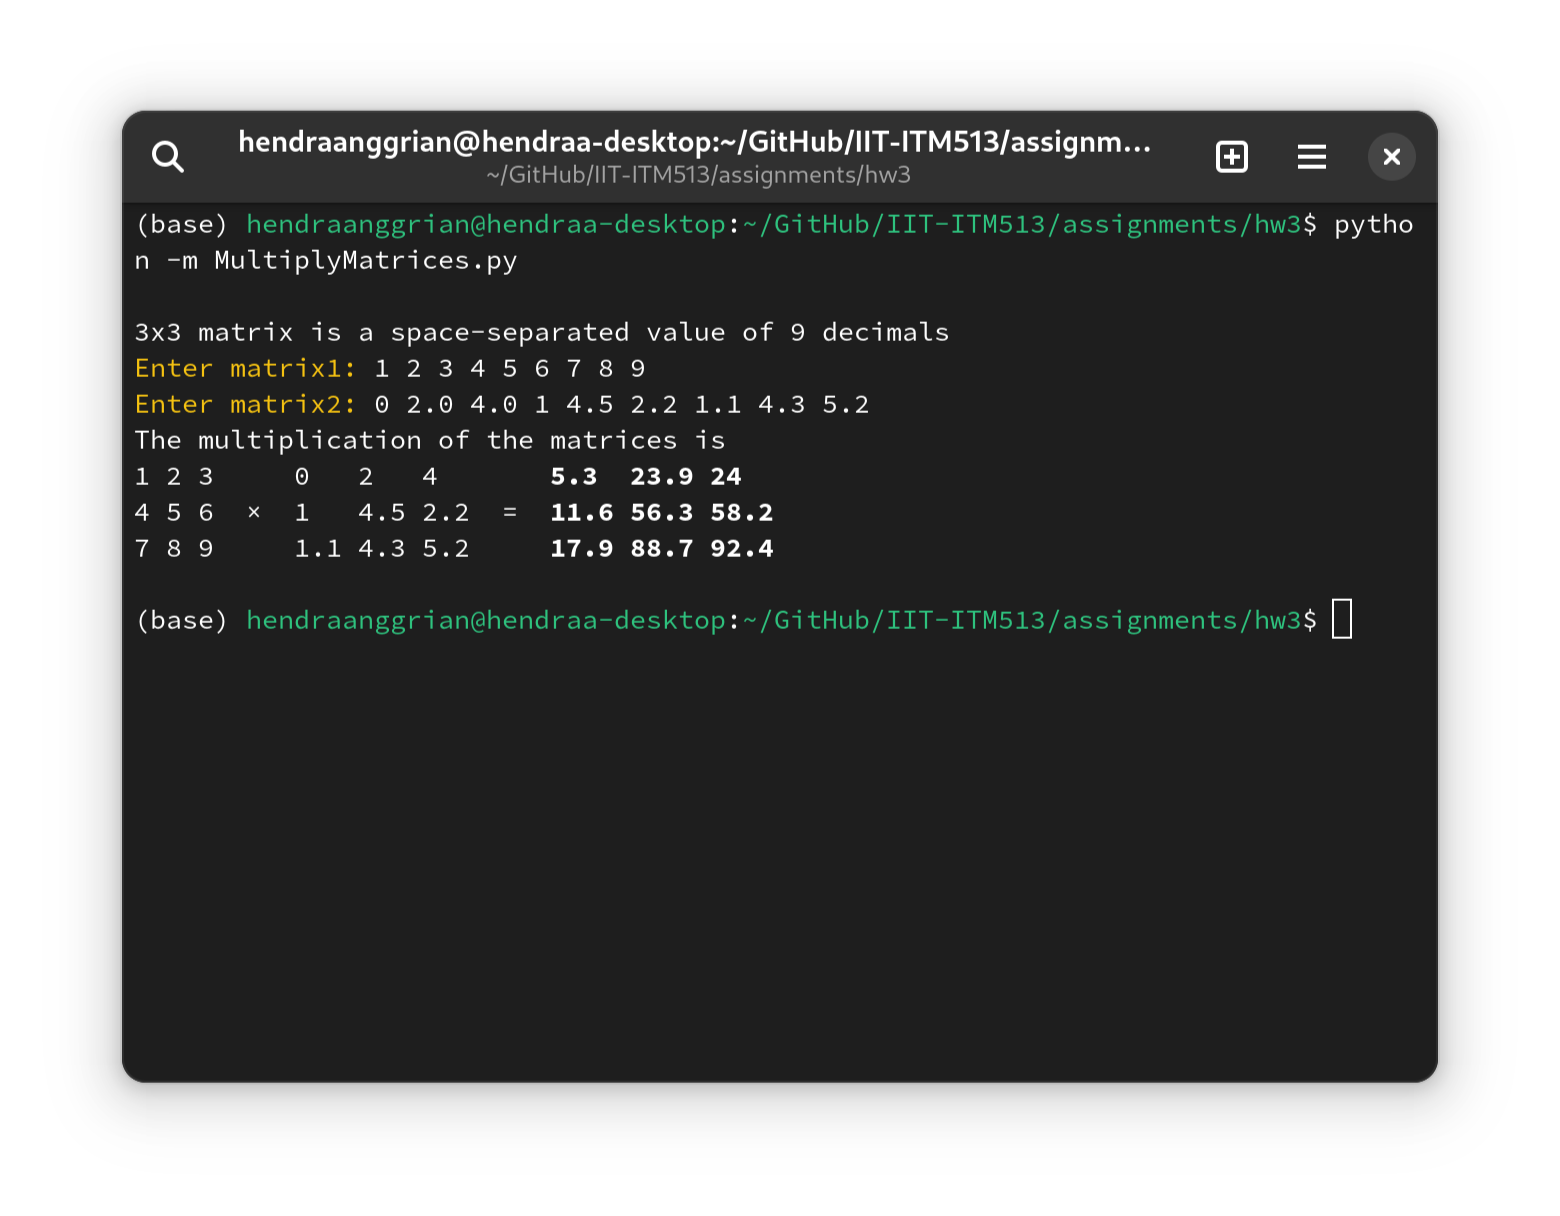 hendraanggrian@hendraa-desktop:~/GitHub/IIT-ITM513/assignm...
~/GitHub/IIT-ITM513/assignments/hw3
(base) hendraanggrian@hendraa-desktop:~/GitHub/IIT-ITM513/assignments/hw3$ pytho
n -m MultiplyMatrices.py
3x3 matrix is a space-separated value of 9 decimals
Enter matrix1: 1 2 3 4 5 6 7 8 9
Enter matrix2: 0 2.0 4.0 1 4.5 2.2 1.1 4.3 5.2
The multiplication of the matrices is
1 2 3     0   2   4       5.3  23.9 24
4 5 6  ×  1   4.5 2.2  =  11.6 56.3 58.2
7 8 9     1.1 4.3 5.2     17.9 88.7 92.4
(base) hendraanggrian@hendraa-desktop:~/GitHub/IIT-ITM513/assignments/hw3$